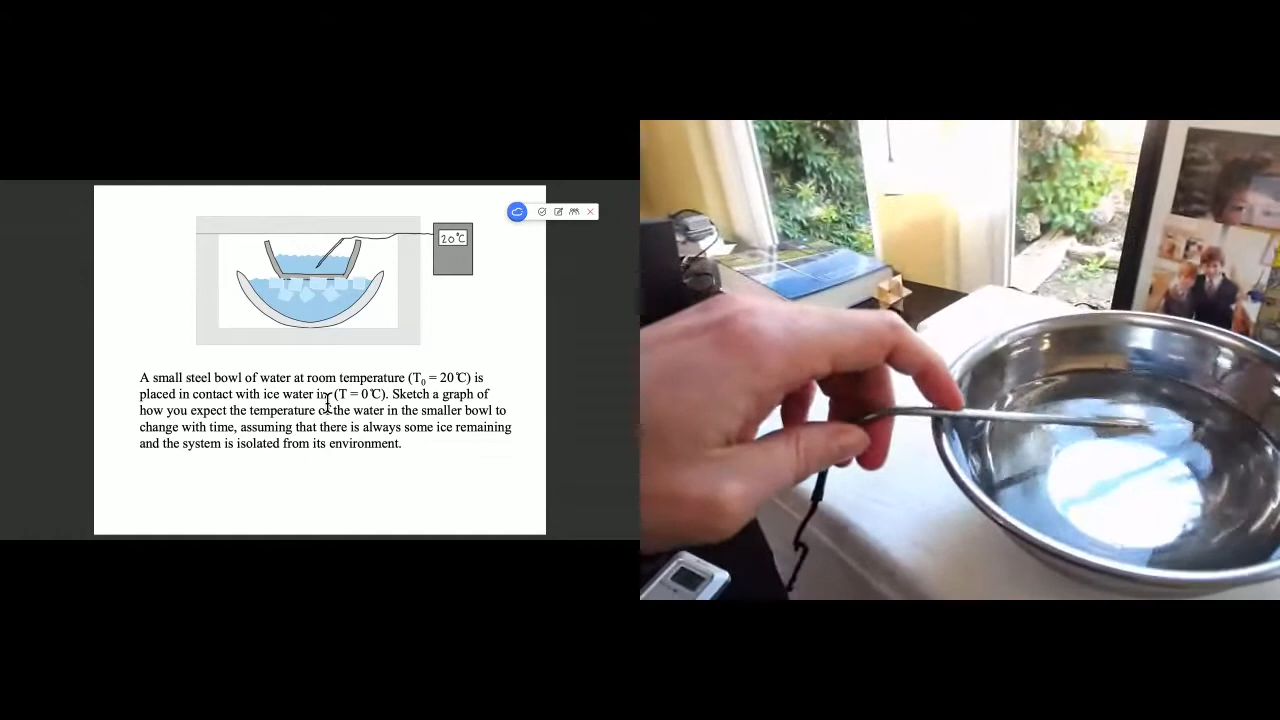 20°C
A small steel bowl of water at room temperature (T₀ = 20℃) is
placed in contact with ice water in (T = 0℃). Sketch a graph of
how you expect the temperature of the water in the smaller bowl to
change with time, assuming that there is always some ice remaining
and the system is isolated from its environment.